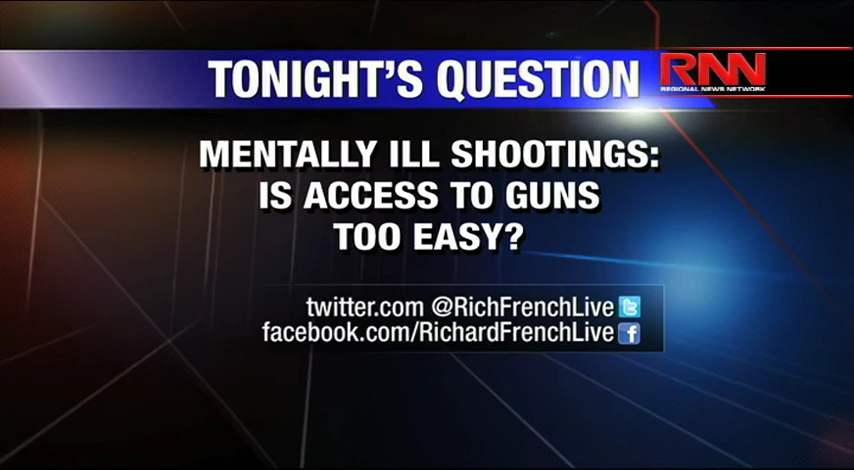 TONIGHT'S QUESTION
RNN
REGIONAL NEWS NETWORK
MENTALLY ILL SHOOTINGS:
IS ACCESS TO GUNS
TOO EASY?
twitter.com @RichFrenchLive
facebook.com/RichardFrenchLive